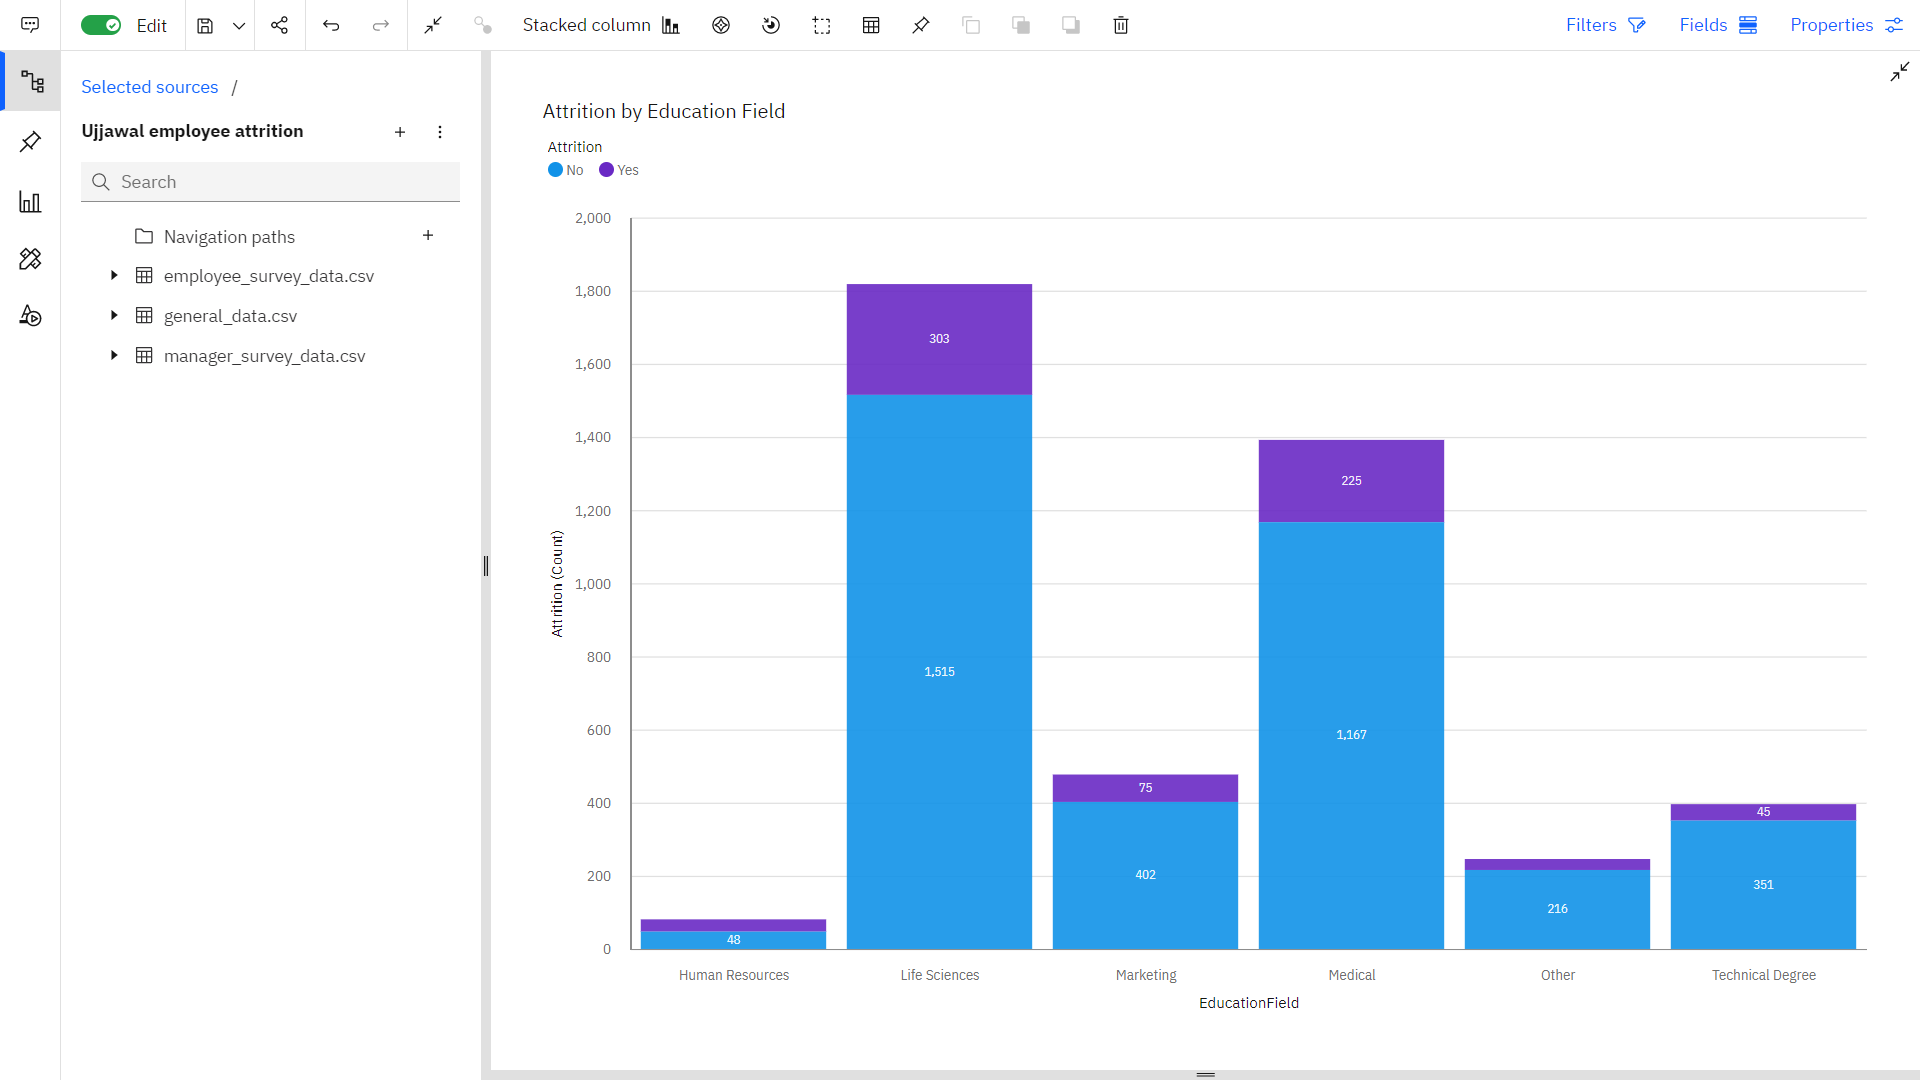 Edit
Stacked column
Filters
Fields
Properties
Selected sources /
Ujjawal employee attrition
Search
Navigation paths
employee_survey_data.csv
general_data.csv
manager_survey_data.csv
Attrition by Education Field
Attrition
No Yes
2,000
1,800
1,600
1,400
1,200
1,000
800
600
400
200
0
Attrition (Count)
303
1,515
75
402
225
1,167
45
351
216
48
Human Resources
Life Sciences
Marketing
Medical
Other
Technical Degree
EducationField